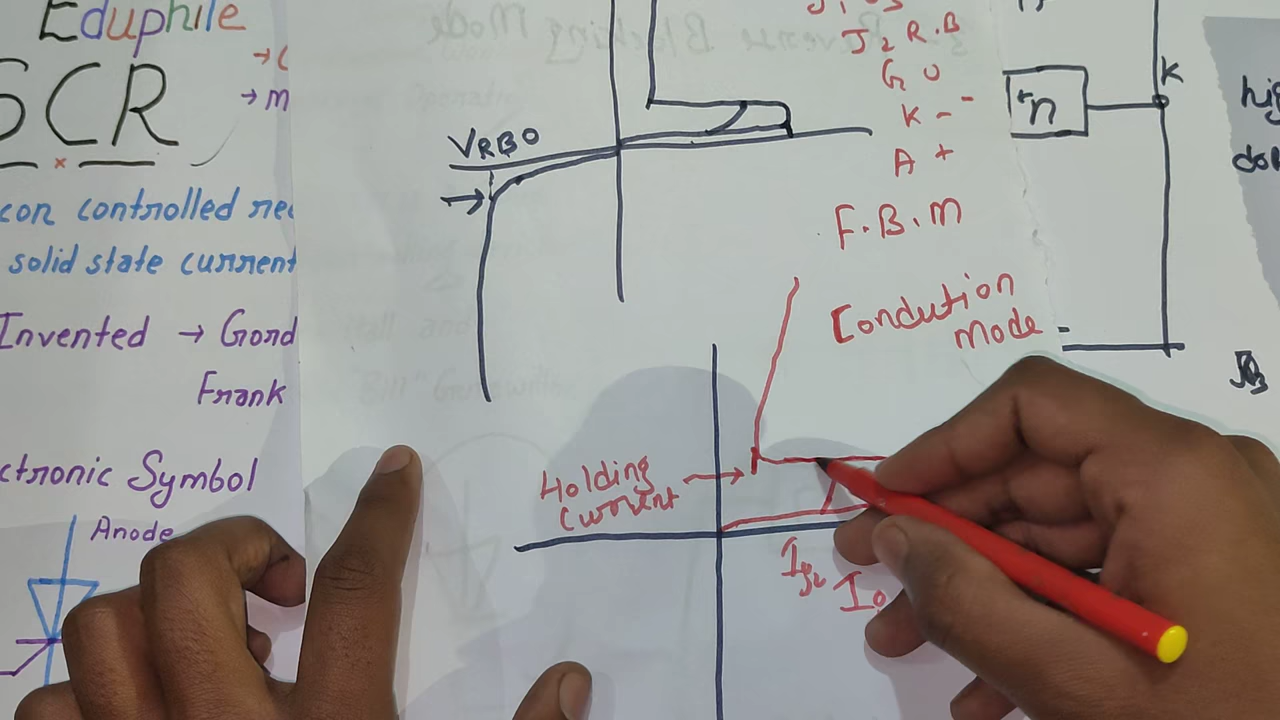 Eduphile
SCR
con controlled rec
solid state current
Invented → Gord
Frank
ctronic Symbol
Anode
VRBO
J2 R.B
G 0
K - -
A +
F.B.M
Condution
Mode
Holding
Current
n
K